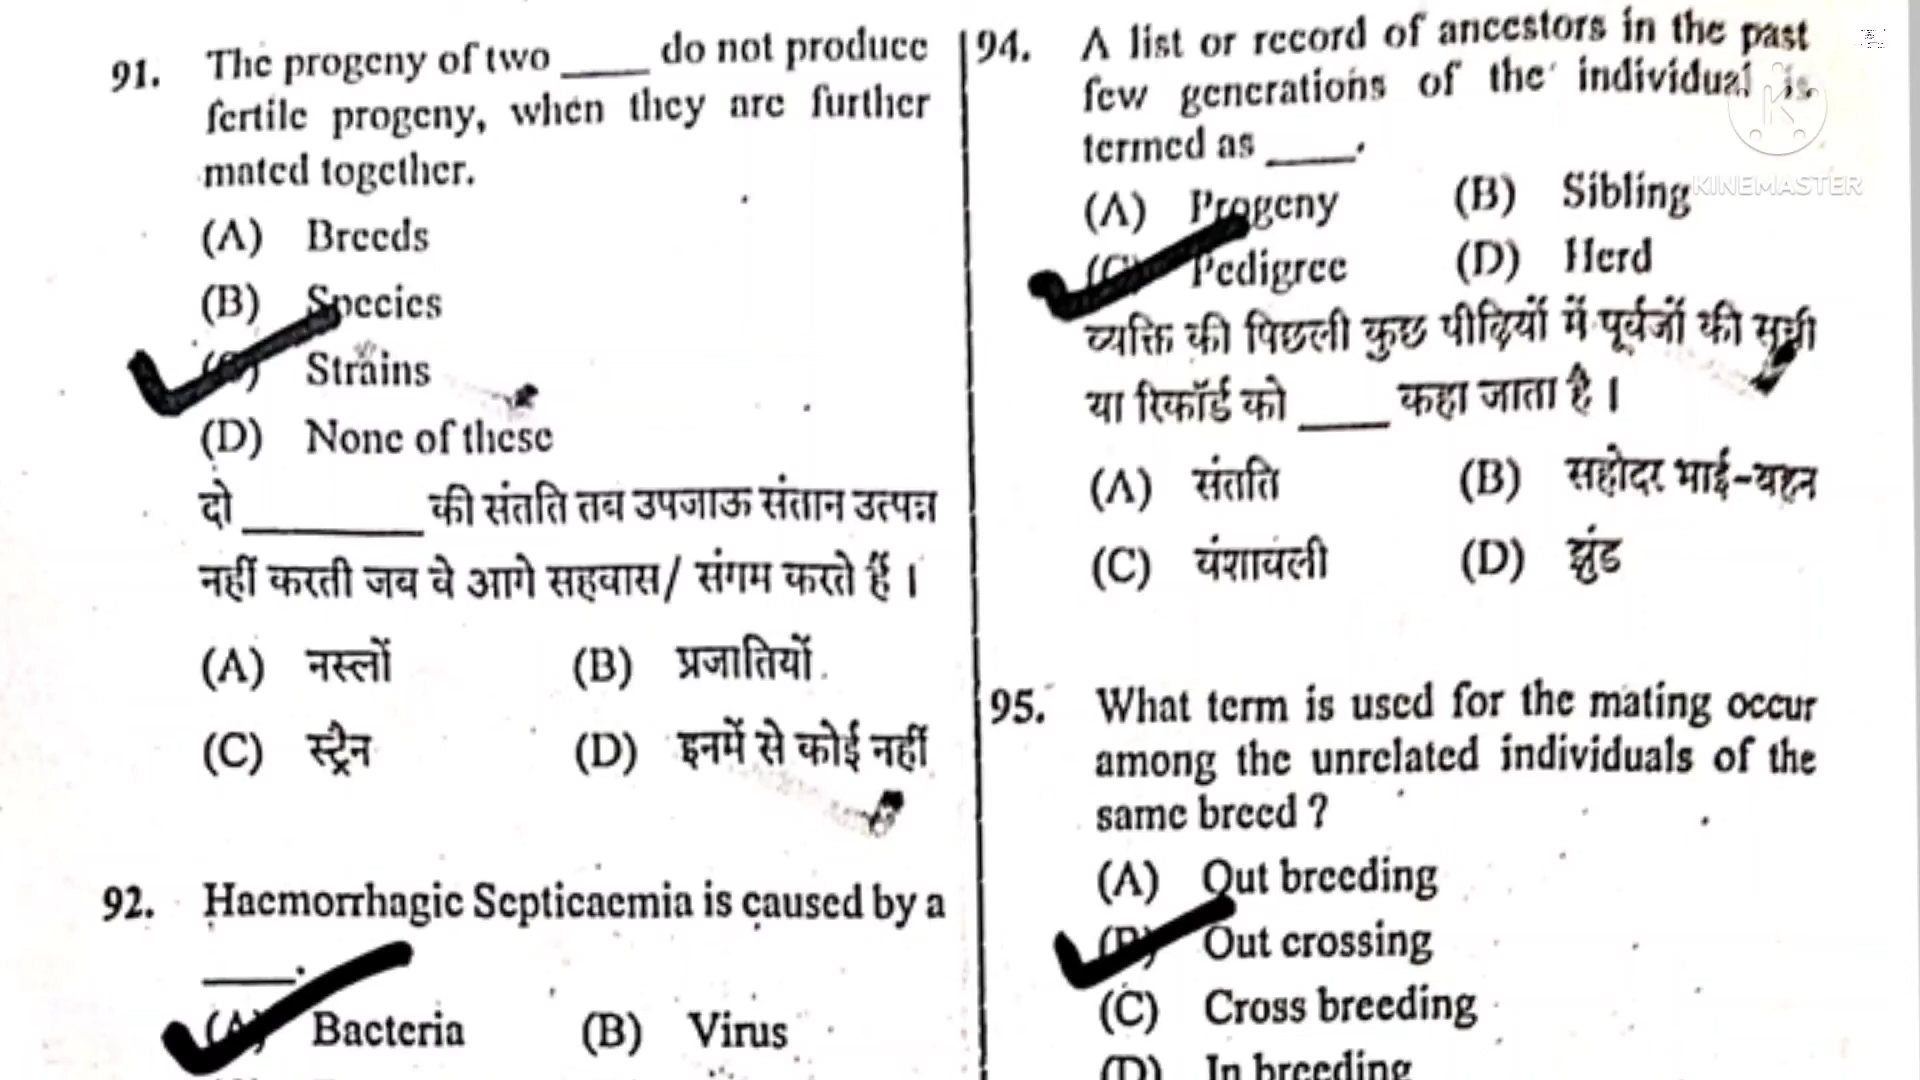 91. The progeny of two ____ do not produce
fertile progeny, when they are further
mated together.
(A) Breeds
(B) Species
(C) Strains
(D) None of these
दो ________ की संतति तब उपजाऊ संतान उत्पन्न
नहीं करती जब वे आगे सहवास/ संगम करते हैं ।
(A) नस्लों (B) प्रजातियों
(C) स्ट्रैन (D) इनमें से कोई नहीं
92. Haemorrhagic Septicaemia is caused by a
____.
(A) Bacteria (B) Virus
94. A list or record of ancestors in the past
few generations of the individual is
termed as ____.
(A) Progeny (B) Sibling
(C) Pedigree (D) Herd
व्यक्ति की पिछली कुछ पीढ़ियों में पूर्वजों की सूची
या रिकॉर्ड को ____ कहा जाता है ।
(A) संतति (B) सहोदर भाई-बहन
(C) वंशावली (D) झुंड
95. What term is used for the mating occur
among the unrelated individuals of the
same breed ?
(A) Out breeding
(B) Out crossing
(C) Cross breeding
(D) In breeding
KINEMASTER